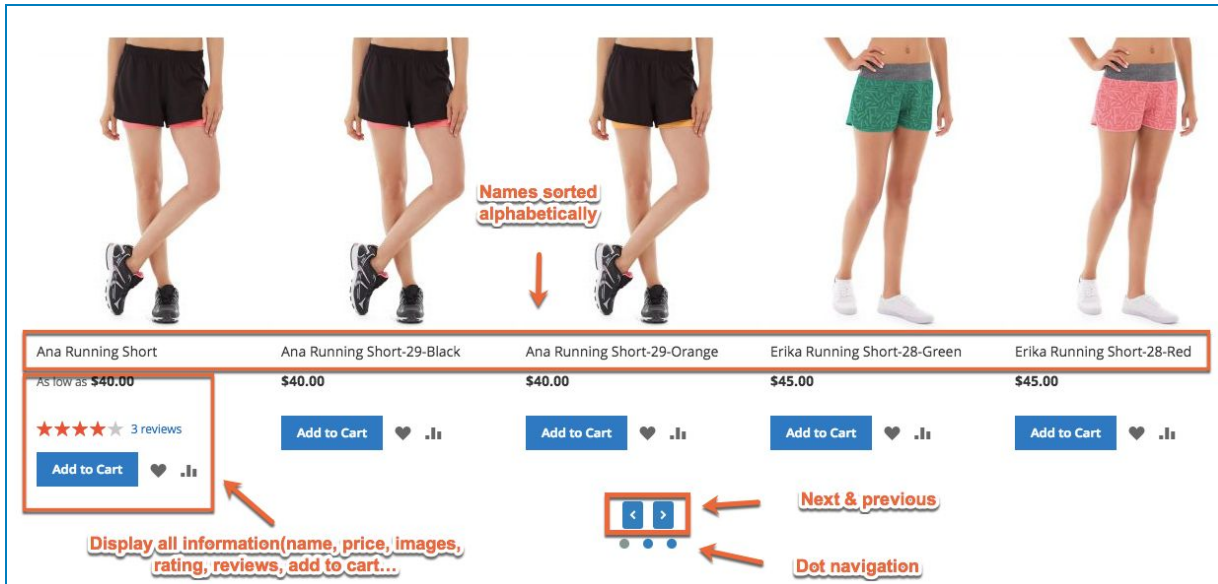 Names sorted
alphabetically
Ana Running Short
Ana Running Short-29-Black
Ana Running Short-29-Orange
Erika Running Short-28-Green
Erika Running Short-28-Red
As low as $40.00
$40.00
$40.00
$45.00
$45.00
3 reviews
Add to Cart
Add to Cart
Add to Cart
Add to Cart
Add to Cart
Next & previous
Display all information(name, price, images,
rating, reviews, add to cart...
Dot navigation